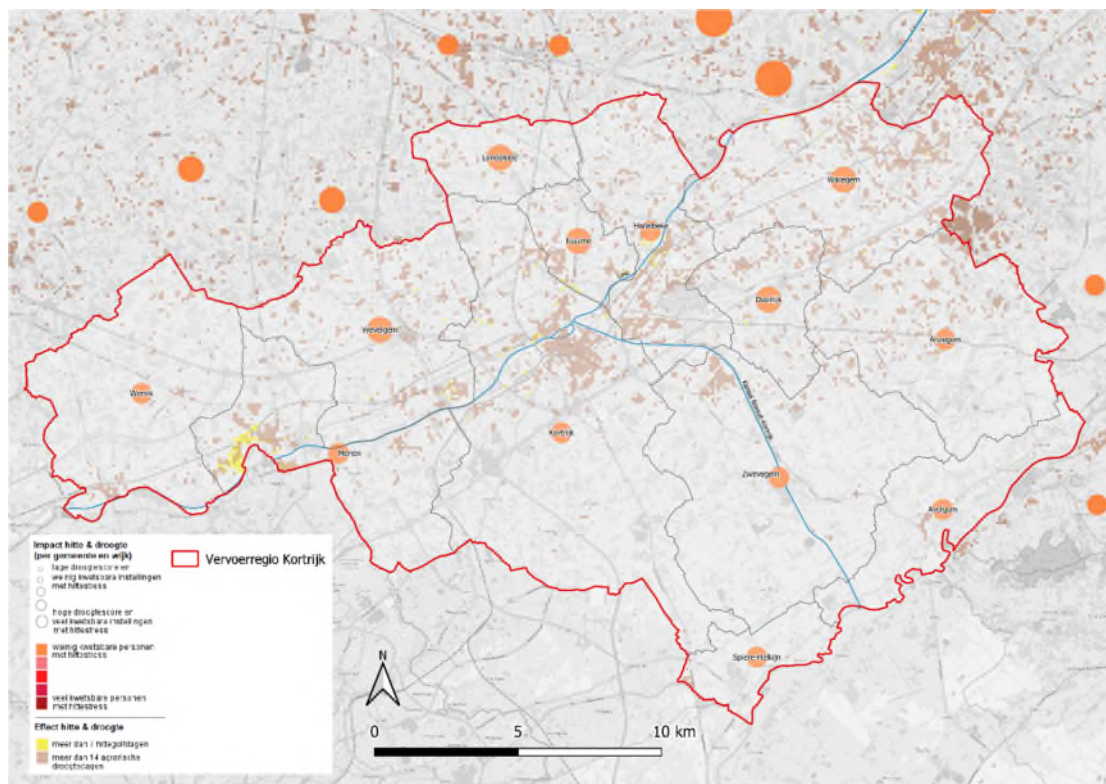 Lendelede
Waregem
Harelbeke
Kuurne
Deerlijk
Wevelgem
Anzegem
Wervik
Kortrijk
Menen
Zwevegem
Avelgem
Spiere-Helkijn
Impact hitte & droogte
(per gemeente en wijk)
lage droogtescore en
weinig kwetsbare instellingen
met hittestress
hoge droogtescore en
veel kwetsbare instellingen
met hittestress
weinig kwetsbare personen
met hittestress
veel kwetsbare personen
met hittestress
Effect hitte & droogte
meer dan 7 hittegolfdagen
meer dan 14 agrarische
droogtedagen
Vervoerregio Kortrijk
N
0 5 10 km